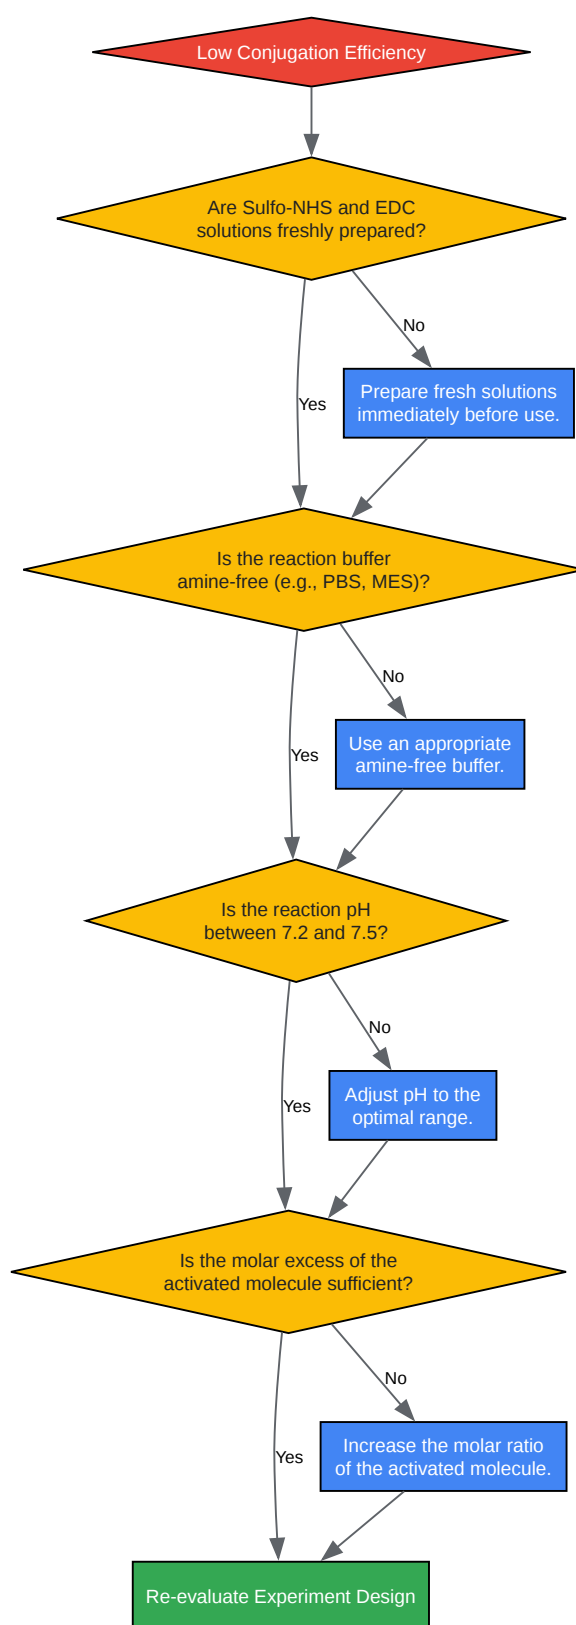 Low Conjugation Efficiency
Are Sulfo-NHS and EDC
solutions freshly prepared?
No
Prepare fresh solutions
immediately before use.
Yes
Is the reaction buffer
amine-free (e.g., PBS, MES)?
No
Use an appropriate
amine-free buffer.
Yes
Is the reaction pH
between 7.2 and 7.5?
No
Adjust pH to the
optimal range.
Yes
Is the molar excess of the
activated molecule sufficient?
No
Increase the molar ratio
of the activated molecule.
Yes
Re-evaluate Experiment Design